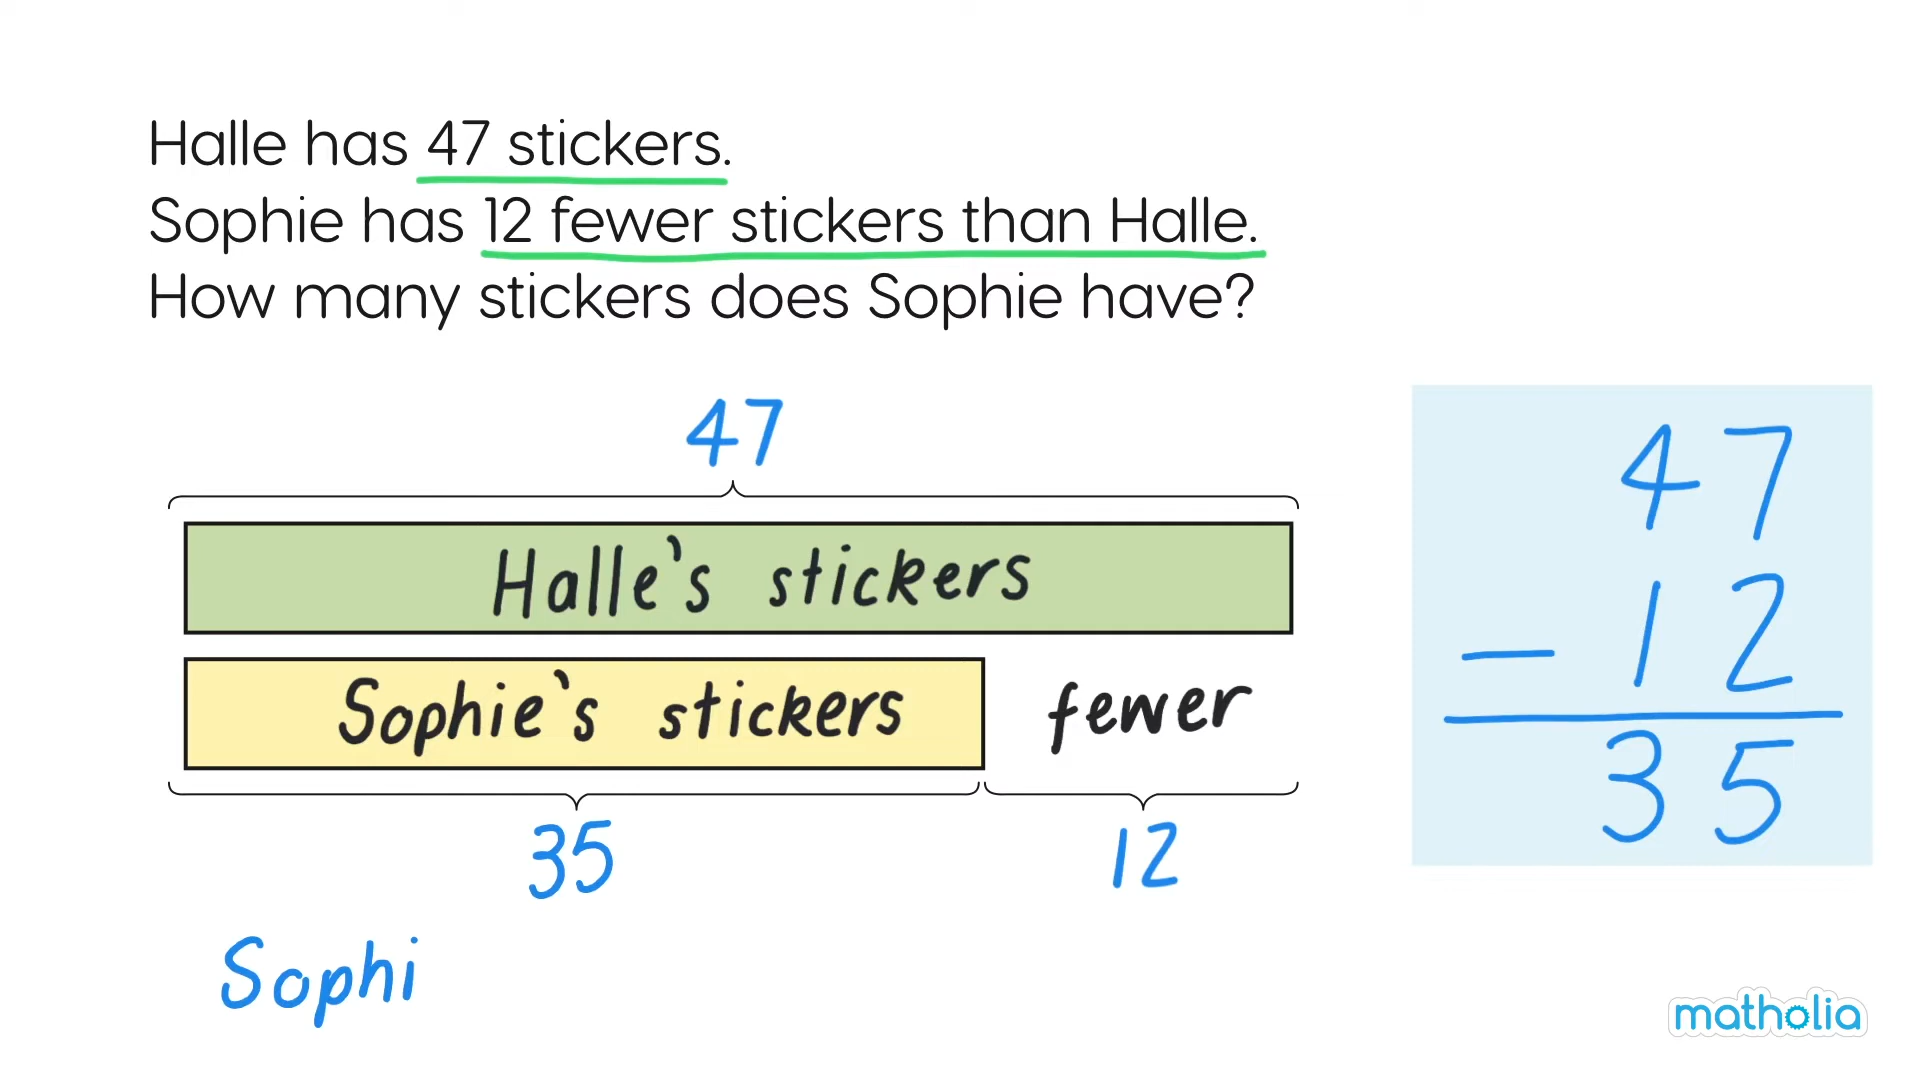 Halle has 47 stickers.
Sophie has 12 fewer stickers than Halle.
How many stickers does Sophie have?
47
Halle's stickers
Sophie's stickers fewer
35 12
Sophi
47
- 12
35
matholia